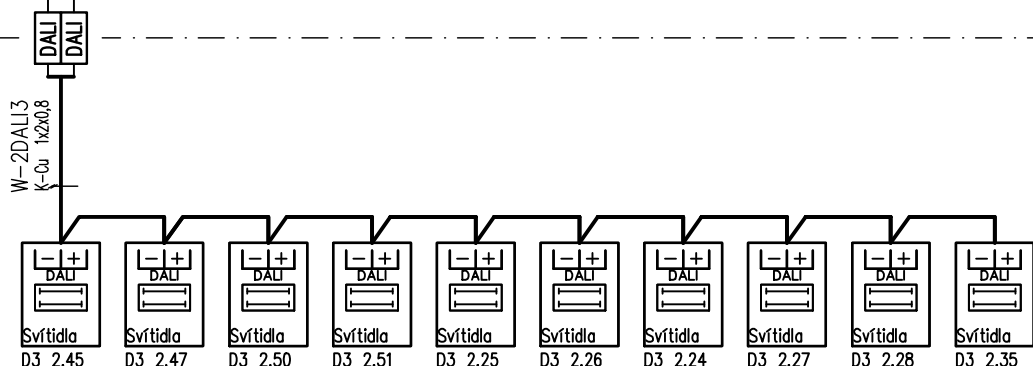 DALI
DALI
W-2DALI3
K-Cu 1x2x0,8
- + - + - + - + - + - + - + - + - + - +
DALI DALI DALI DALI DALI DALI DALI DALI DALI DALI
Svítidla Svítidla Svítidla Svítidla Svítidla Svítidla Svítidla Svítidla Svítidla Svítidla
D3 2.45 D3 2.47 D3 2.50 D3 2.51 D3 2.25 D3 2.26 D3 2.24 D3 2.27 D3 2.28 D3 2.35